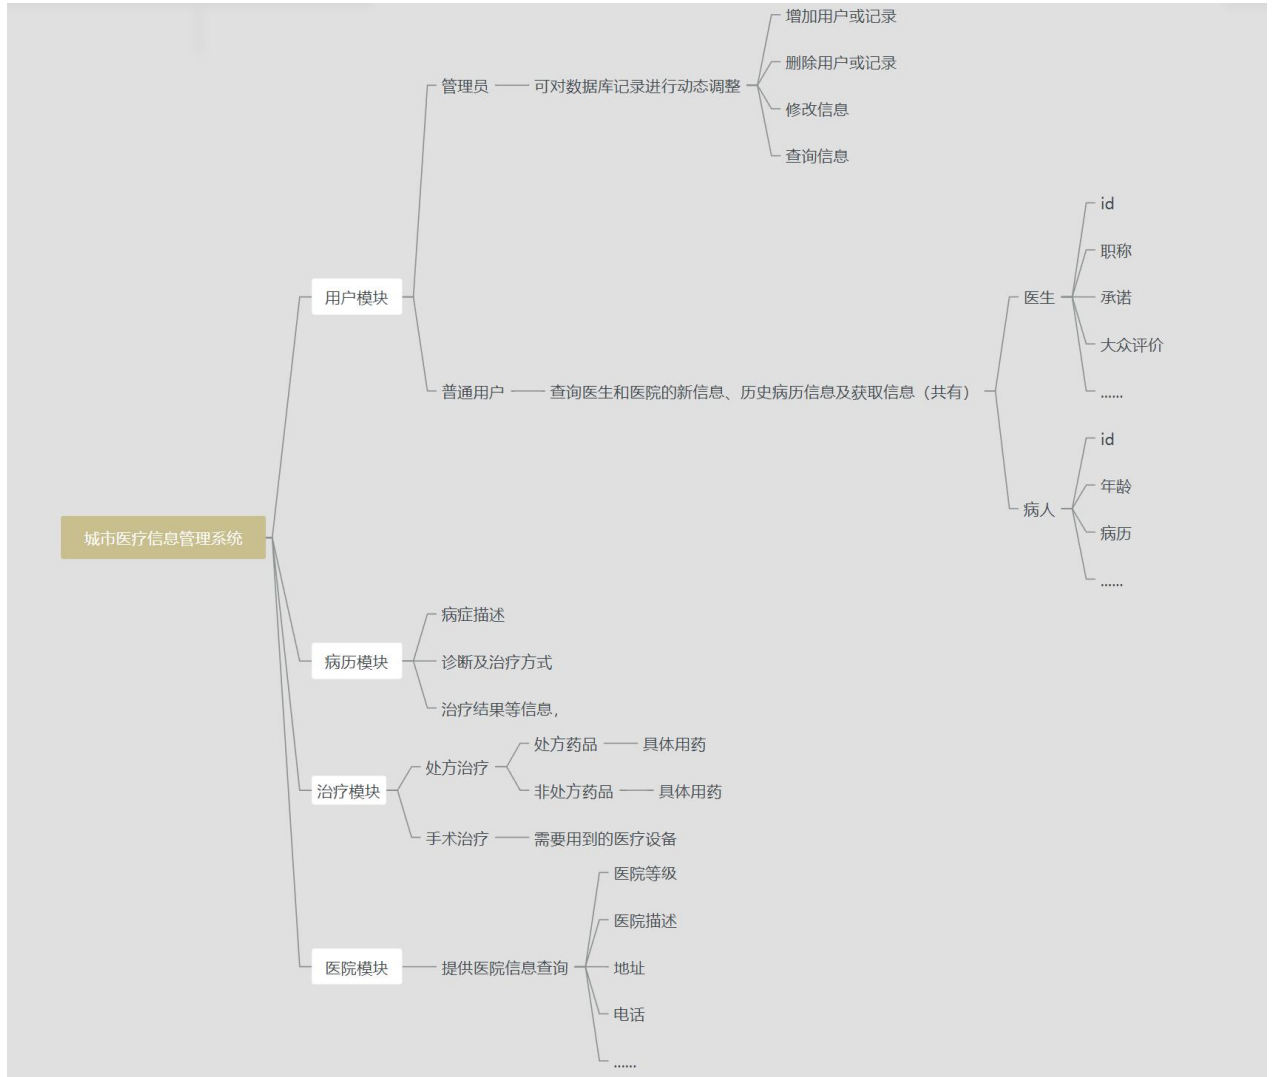 城市医疗信息管理系统
用户模块
管理员
可对数据库记录进行动态调整
增加用户或记录
删除用户或记录
修改信息
查询信息
普通用户
查询医生和医院的新信息、历史病历信息及获取信息（共有）
医生
id
职称
承诺
大众评价
......
病人
id
年龄
病历
......
病历模块
病症描述
诊断及治疗方式
治疗结果等信息，
治疗模块
处方治疗
处方药品
具体用药
非处方药品
具体用药
手术治疗
需要用到的医疗设备
医院模块
提供医院信息查询
医院等级
医院描述
地址
电话
......